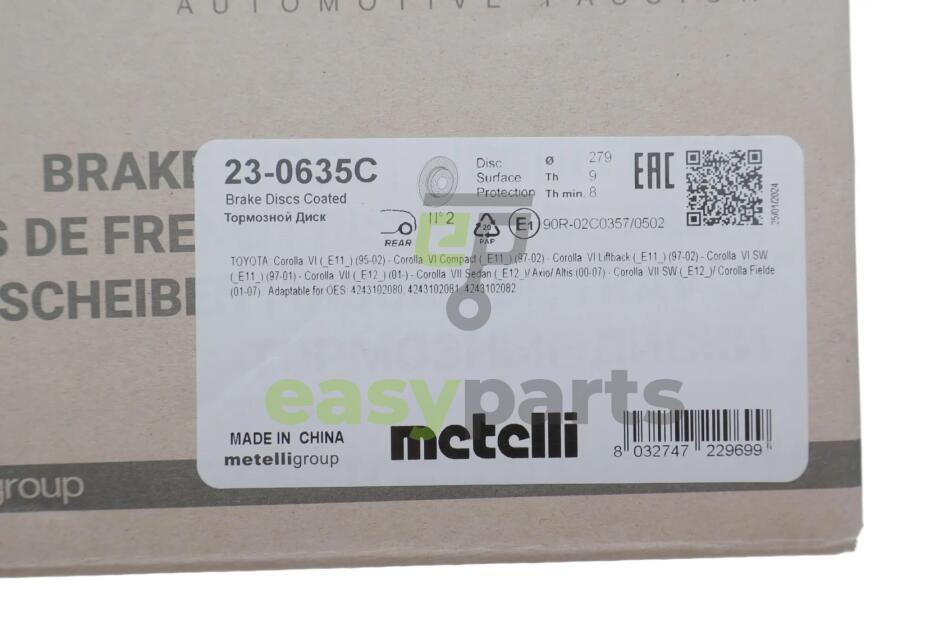 AUTOMOTIVE PASSION
BRAKE
S DE FRE
SCHEIBE
23-0635C
Brake Discs Coated
Тормозной Диск
Disc
Surface
Protection
ø 279
Th 9
Th min. 8
EAC
25/01/2024
REAR
N° 2
20
PAP
E1
90R-02C0357/0502
TOYOTA Corolla VI (_E11_) (95-02) - Corolla VI Compact (_E11_) (97-02) - Corolla VI Liftback (_E11_) (97-02) - Corolla VI SW
(_E11_) (97-01) - Corolla VII (_E12_) (01-) - Corolla VII Sedan (_E12_)/ Axio/ Altis (00-07) - Corolla VII SW (_E12_)/ Corolla Fielde
(01-07). Adaptable for OES: 4243102080, 4243102081, 4243102082
easyparts
MADE IN CHINA
metelligroup
metelli
8 032747 229699
group